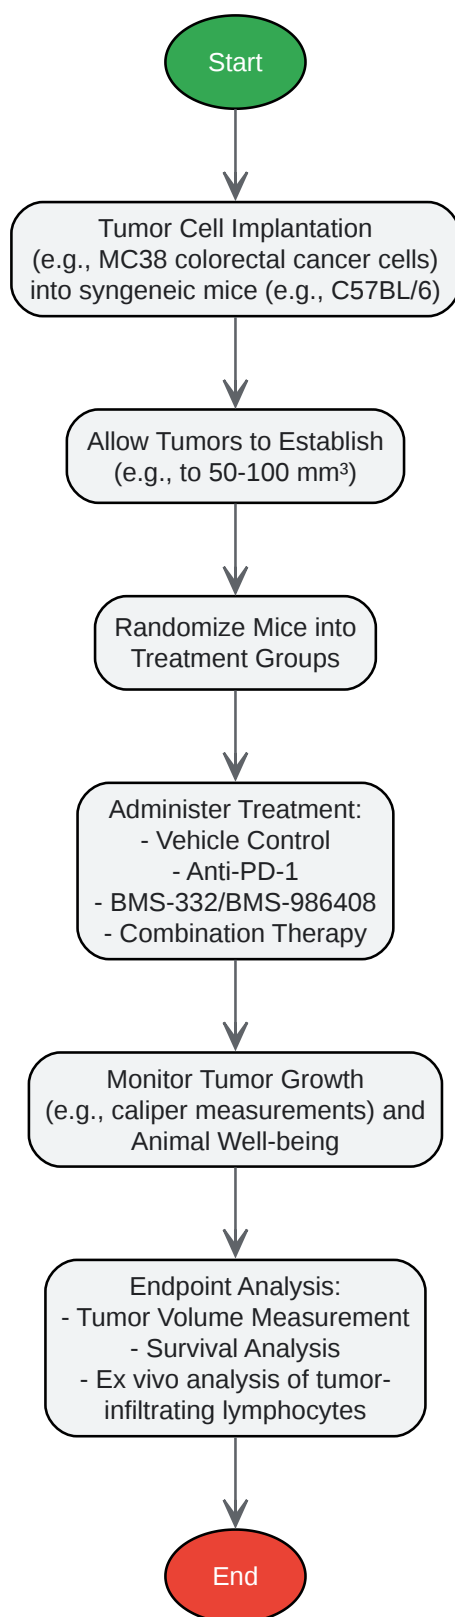 Start
Tumor Cell Implantation
(e.g., MC38 colorectal cancer cells)
into syngeneic mice (e.g., C57BL/6)
Allow Tumors to Establish
(e.g., to 50-100 mm³)
Randomize Mice into
Treatment Groups
Administer Treatment:
- Vehicle Control
- Anti-PD-1
- BMS-332/BMS-986408
- Combination Therapy
Monitor Tumor Growth
(e.g., caliper measurements) and
Animal Well-being
Endpoint Analysis:
- Tumor Volume Measurement
- Survival Analysis
- Ex vivo analysis of tumor-
infiltrating lymphocytes
End